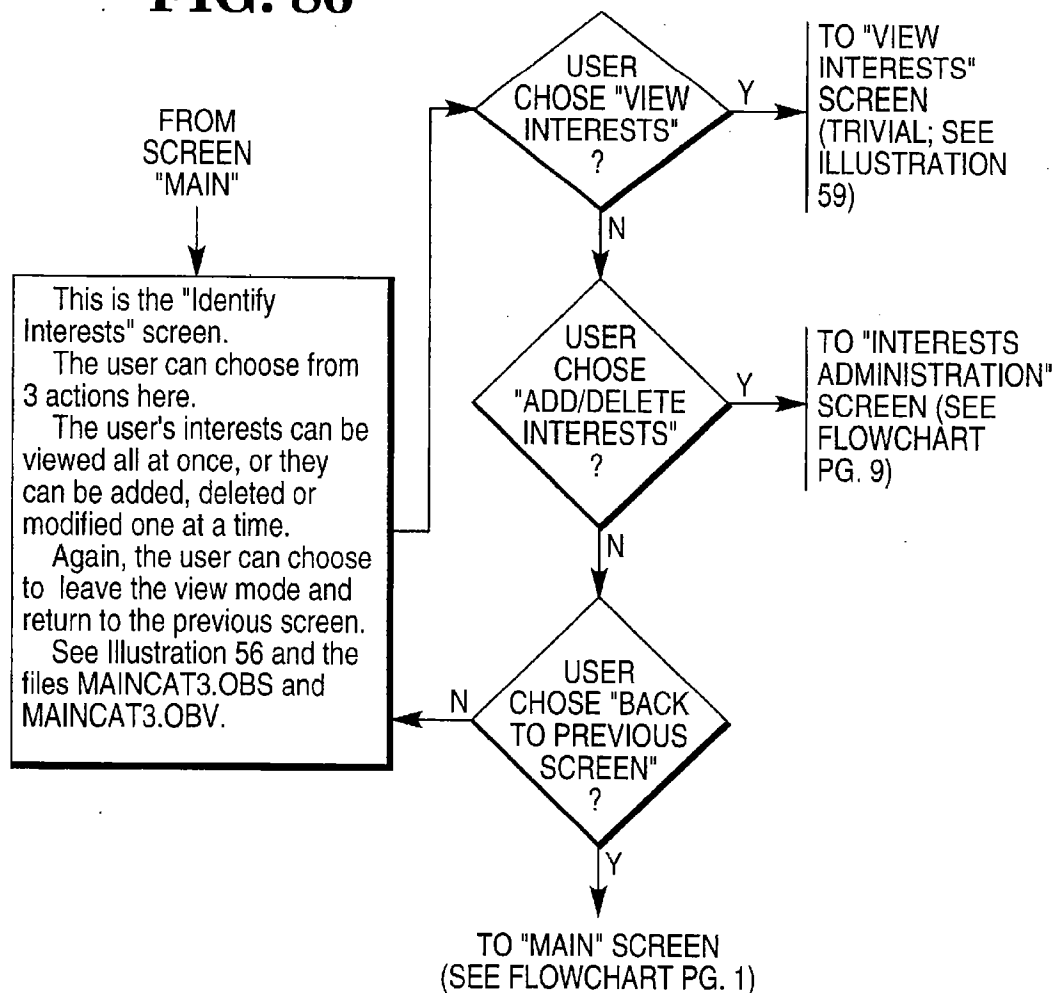 FIG. 86
FROM
SCREEN
"MAIN"
This is the "Identify
Interests" screen.
The user can choose from
3 actions here.
The user's interests can be
viewed all at once, or they
can be added, deleted or
modified one at a time.
Again, the user can choose
to leave the view mode and
return to the previous screen.
See Illustration 56 and the
files MAINCAT3.OBS and
MAINCAT3.OBV.
USER
CHOSE "VIEW
INTERESTS"
?
Y
TO "VIEW
INTERESTS"
SCREEN
(TRIVIAL; SEE
ILLUSTRATION
59)
N
USER
CHOSE
"ADD/DELETE
INTERESTS"
?
Y
TO "INTERESTS
ADMINISTRATION"
SCREEN (SEE
FLOWCHART
PG. 9)
N
USER
CHOSE "BACK
TO PREVIOUS
SCREEN"
?
N
Y
TO "MAIN" SCREEN
(SEE FLOWCHART PG. 1)